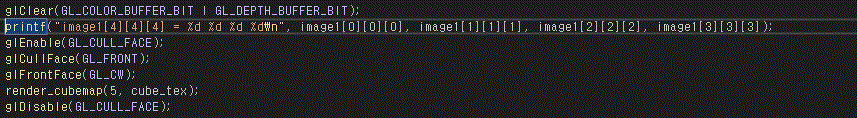 glClear(GL_COLOR_BUFFER_BIT | GL_DEPTH_BUFFER_BIT);
printf("image1[4][4][4] = %d %d %d %d₩n", image1[0][0][0], image1[1][1][1], image1[2][2][2], image1[3][3][3]);
glEnable(GL_CULL_FACE);
glCullFace(GL_FRONT);
glFrontFace(GL_CW);
render_cubemap(5, cube_tex);
glDisable(GL_CULL_FACE);